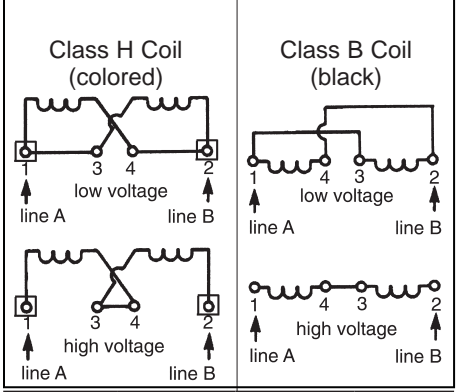 Class H Coil
(colored)
1 3 4 2
low voltage
line A line B
1 3 4 2
high voltage
line A line B
Class B Coil
(black)
1 4 3 2
low voltage
line A line B
1 4 3 2
high voltage
line A line B